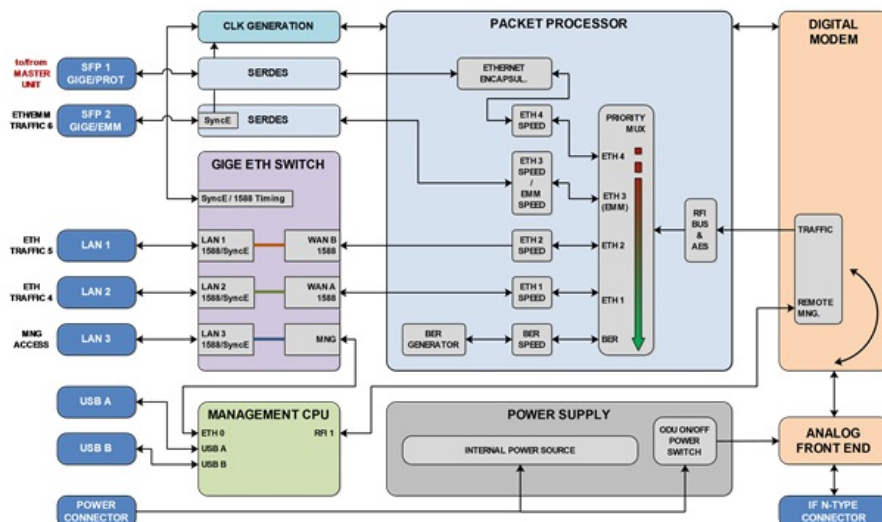 CLK GENERATION
PACKET PROCESSOR
DIGITAL
MODEM
to/from
MASTER
UNIT
SFP 1
GIGE/PROT
SERDES
ETHERNET
ENCAPSUL.
ETH/EMM
TRAFFIC 6
SFP 2
GIGE/EMM
SyncE
SERDES
ETH 4
SPEED
PRIORITY
MUX
ETH 4
GIGE ETH SWITCH
ETH 3
SPEED
/
EMM
SPEED
ETH 3
(EMM)
SyncE / 1588 Timing
RFI
BUS
&
AES
TRAFFIC
ETH
TRAFFIC 5
LAN 1
LAN 1
1588/SyncE
WAN B
1588
ETH 2
SPEED
ETH 2
ETH
TRAFFIC 4
LAN 2
LAN 2
1588/SyncE
WAN A
1588
ETH 1
SPEED
ETH 1
REMOTE
MNG.
MNG
ACCESS
LAN 3
LAN 3
1588/SyncE
MNG
BER
GENERATOR
BER
SPEED
BER
USB A
MANAGEMENT CPU
POWER SUPPLY
ETH 0
RFI 1
USB A
USB B
USB B
INTERNAL POWER SOURCE
ODU ON/OFF
POWER
SWITCH
ANALOG
FRONT END
POWER
CONNECTOR
IF N-TYPE
CONNECTOR